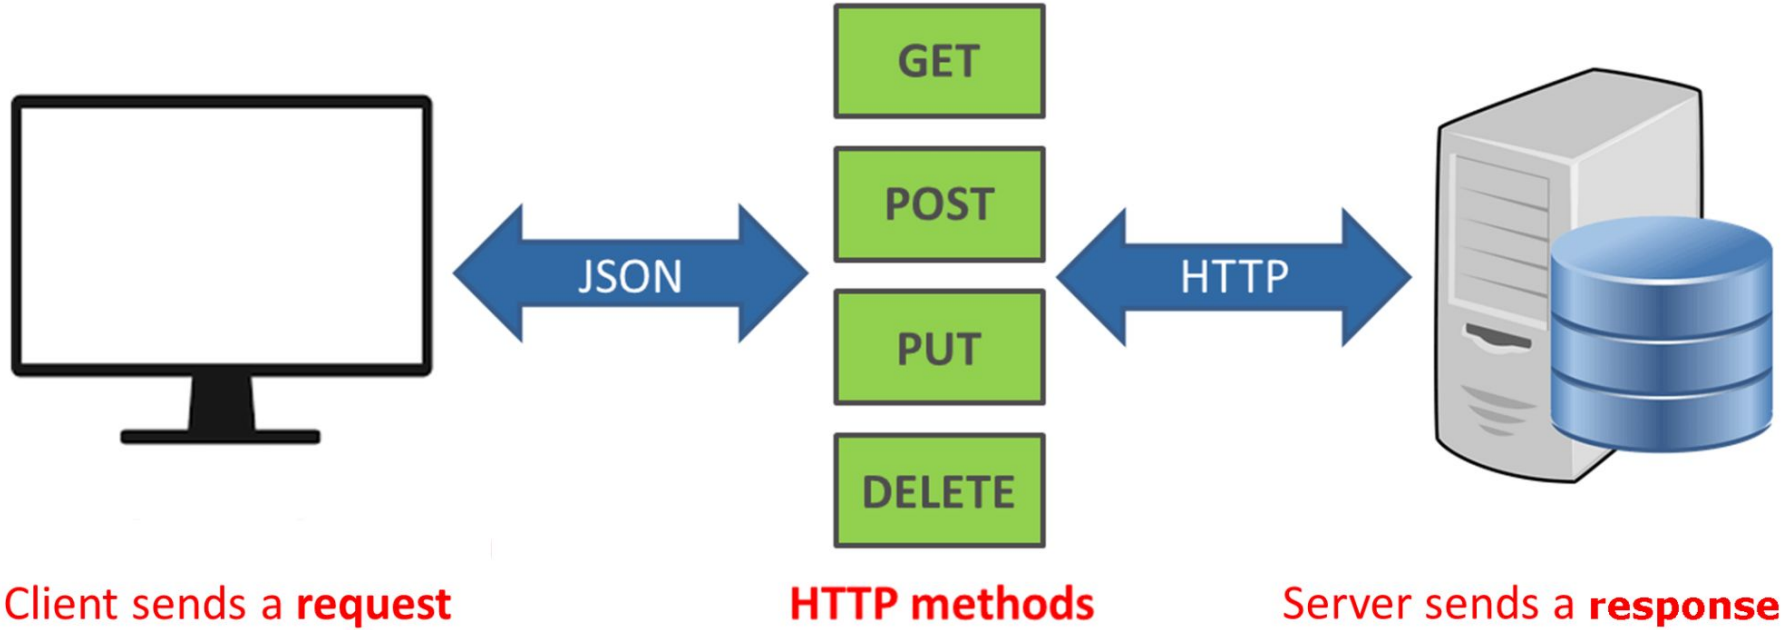 GET
POST
JSON
HTTP
PUT
DELETE
Client sends a request
HTTP methods
Server sends a response